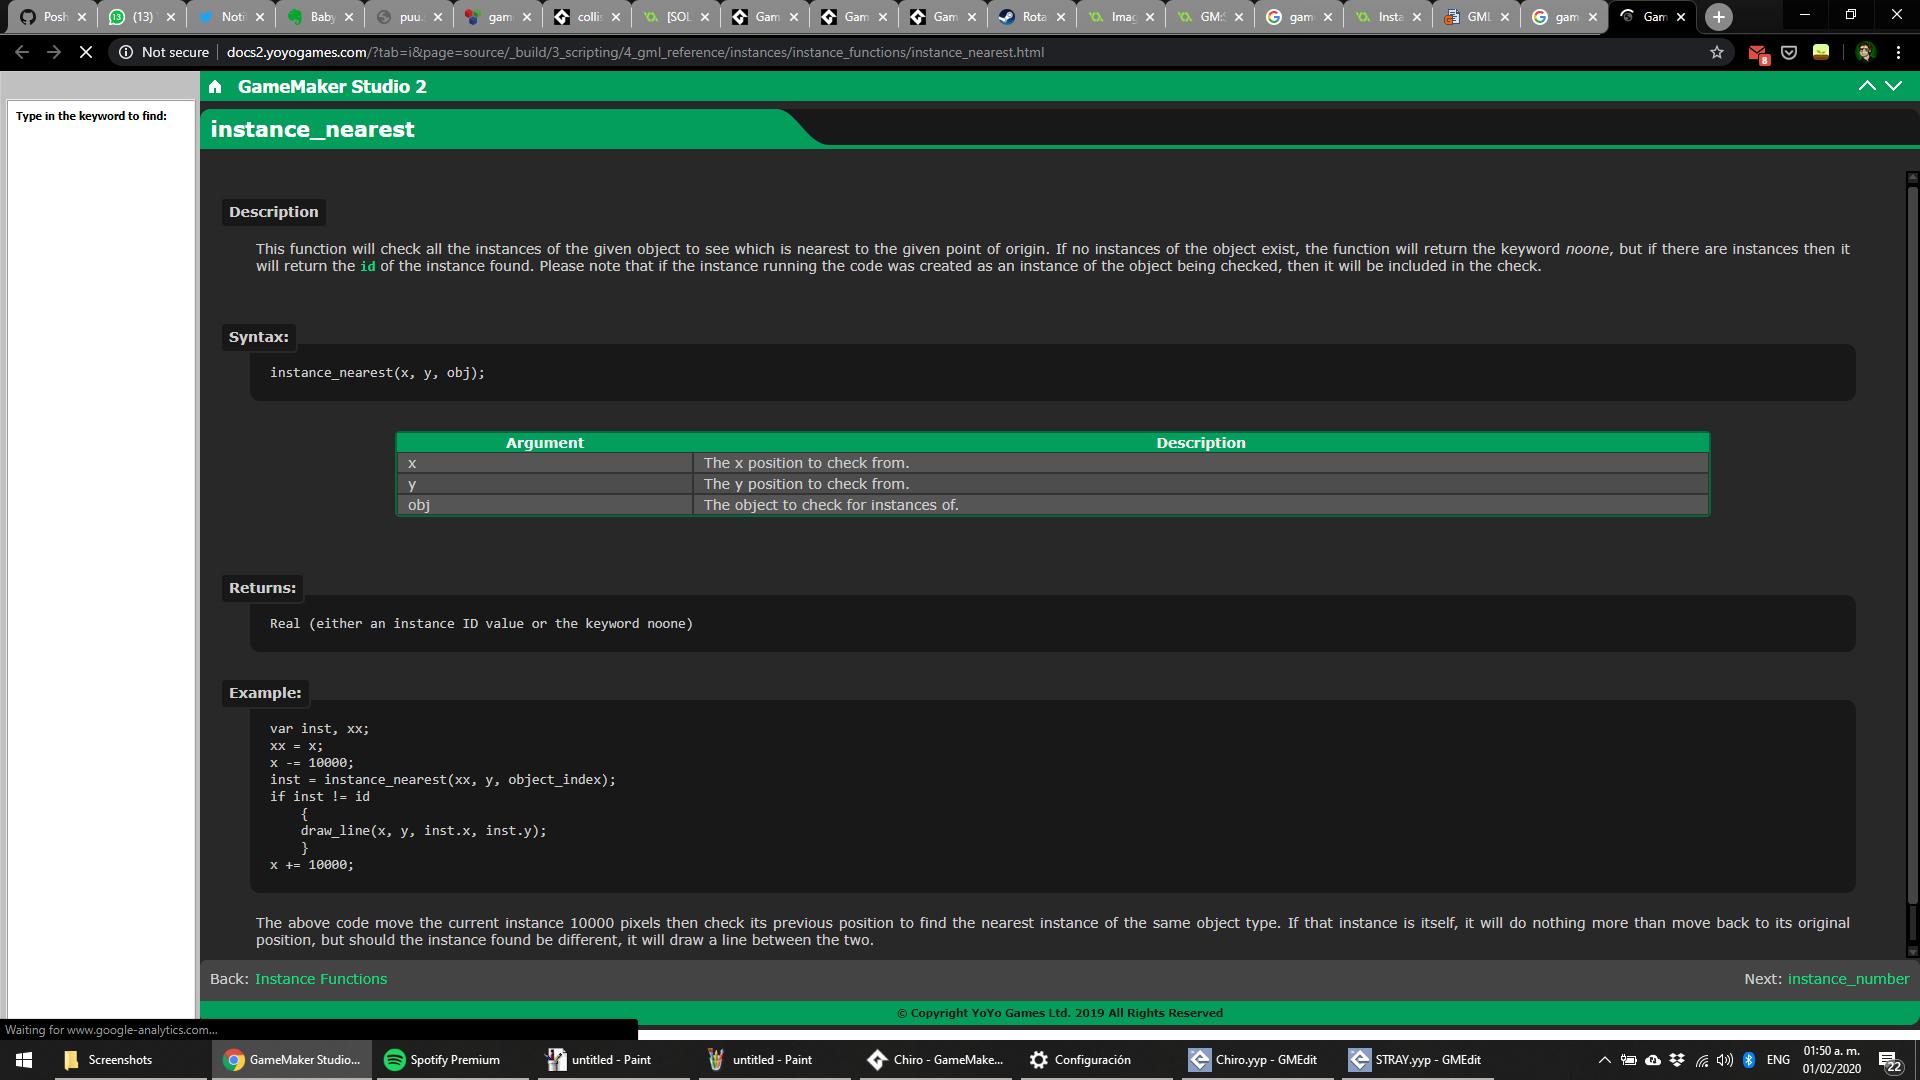 Posh
(13)
Noti
Baby
puu.
gam
collis
[SOL
Gam
Gam
Gam
Rota
Imag
GM:S
gam
Insta
GML
gam
Gam
Not secure
docs2.yoyogames.com/?tab=i&page=source/_build/3_scripting/4_gml_reference/instances/instance_functions/instance_nearest.html
8
GameMaker Studio 2
Type in the keyword to find:
instance_nearest
Description
This function will check all the instances of the given object to see which is nearest to the given point of origin. If no instances of the object exist, the function will return the keyword noone, but if there are instances then it
will return the id of the instance found. Please note that if the instance running the code was created as an instance of the object being checked, then it will be included in the check.
Syntax:
instance_nearest(x, y, obj);
Argument Description
x The x position to check from.
y The y position to check from.
obj The object to check for instances of.
Returns:
Real (either an instance ID value or the keyword noone)
Example:
var inst, xx;
xx = x;
x -= 10000;
inst = instance_nearest(xx, y, object_index);
if inst != id
{
draw_line(x, y, inst.x, inst.y);
}
x += 10000;
The above code move the current instance 10000 pixels then check its previous position to find the nearest instance of the same object type. If that instance is itself, it will do nothing more than move back to its original
position, but should the instance found be different, it will draw a line between the two.
Back: Instance Functions
Next: instance_number
© Copyright YoYo Games Ltd. 2019 All Rights Reserved
Waiting for www.google-analytics.com...
Screenshots
GameMaker Studio...
Spotify Premium
untitled - Paint
untitled - Paint
Chiro - GameMake...
Configuración
Chiro.yyp - GMEdit
STRAY.yyp - GMEdit
ENG
01:50 a. m.
01/02/2020
22